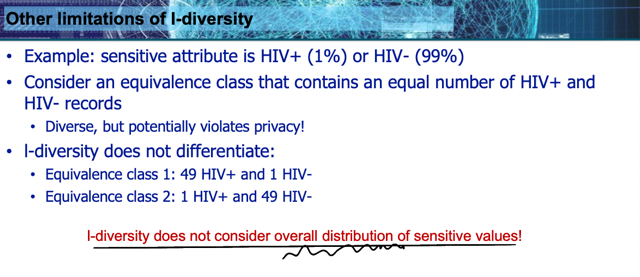 Other limitations of l-diversity
• Example: sensitive attribute is HIV+ (1%) or HIV- (99%)
• Consider an equivalence class that contains an equal number of HIV+ and
HIV- records
• Diverse, but potentially violates privacy!
• l-diversity does not differentiate:
• Equivalence class 1: 49 HIV+ and 1 HIV-
• Equivalence class 2: 1 HIV+ and 49 HIV-
l-diversity does not consider overall distribution of sensitive values!